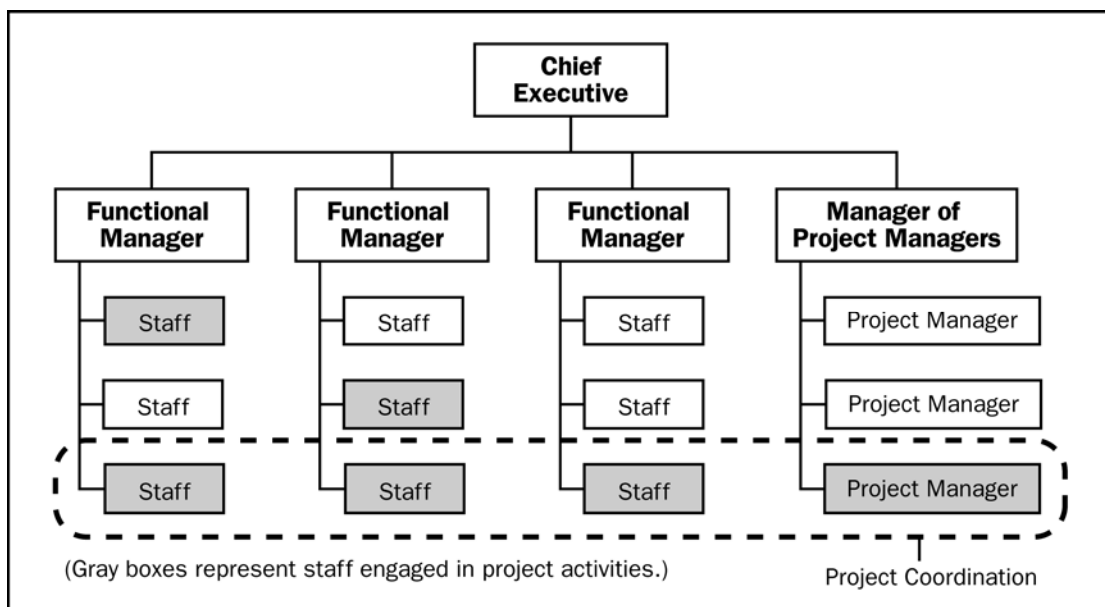 Chief
Executive
Functional
Manager
Functional
Manager
Functional
Manager
Manager of
Project Managers
Staff
Staff
Staff
Project Manager
Staff
Staff
Staff
Project Manager
Staff
Staff
Staff
Project Manager
(Gray boxes represent staff engaged in project activities.)
Project Coordination